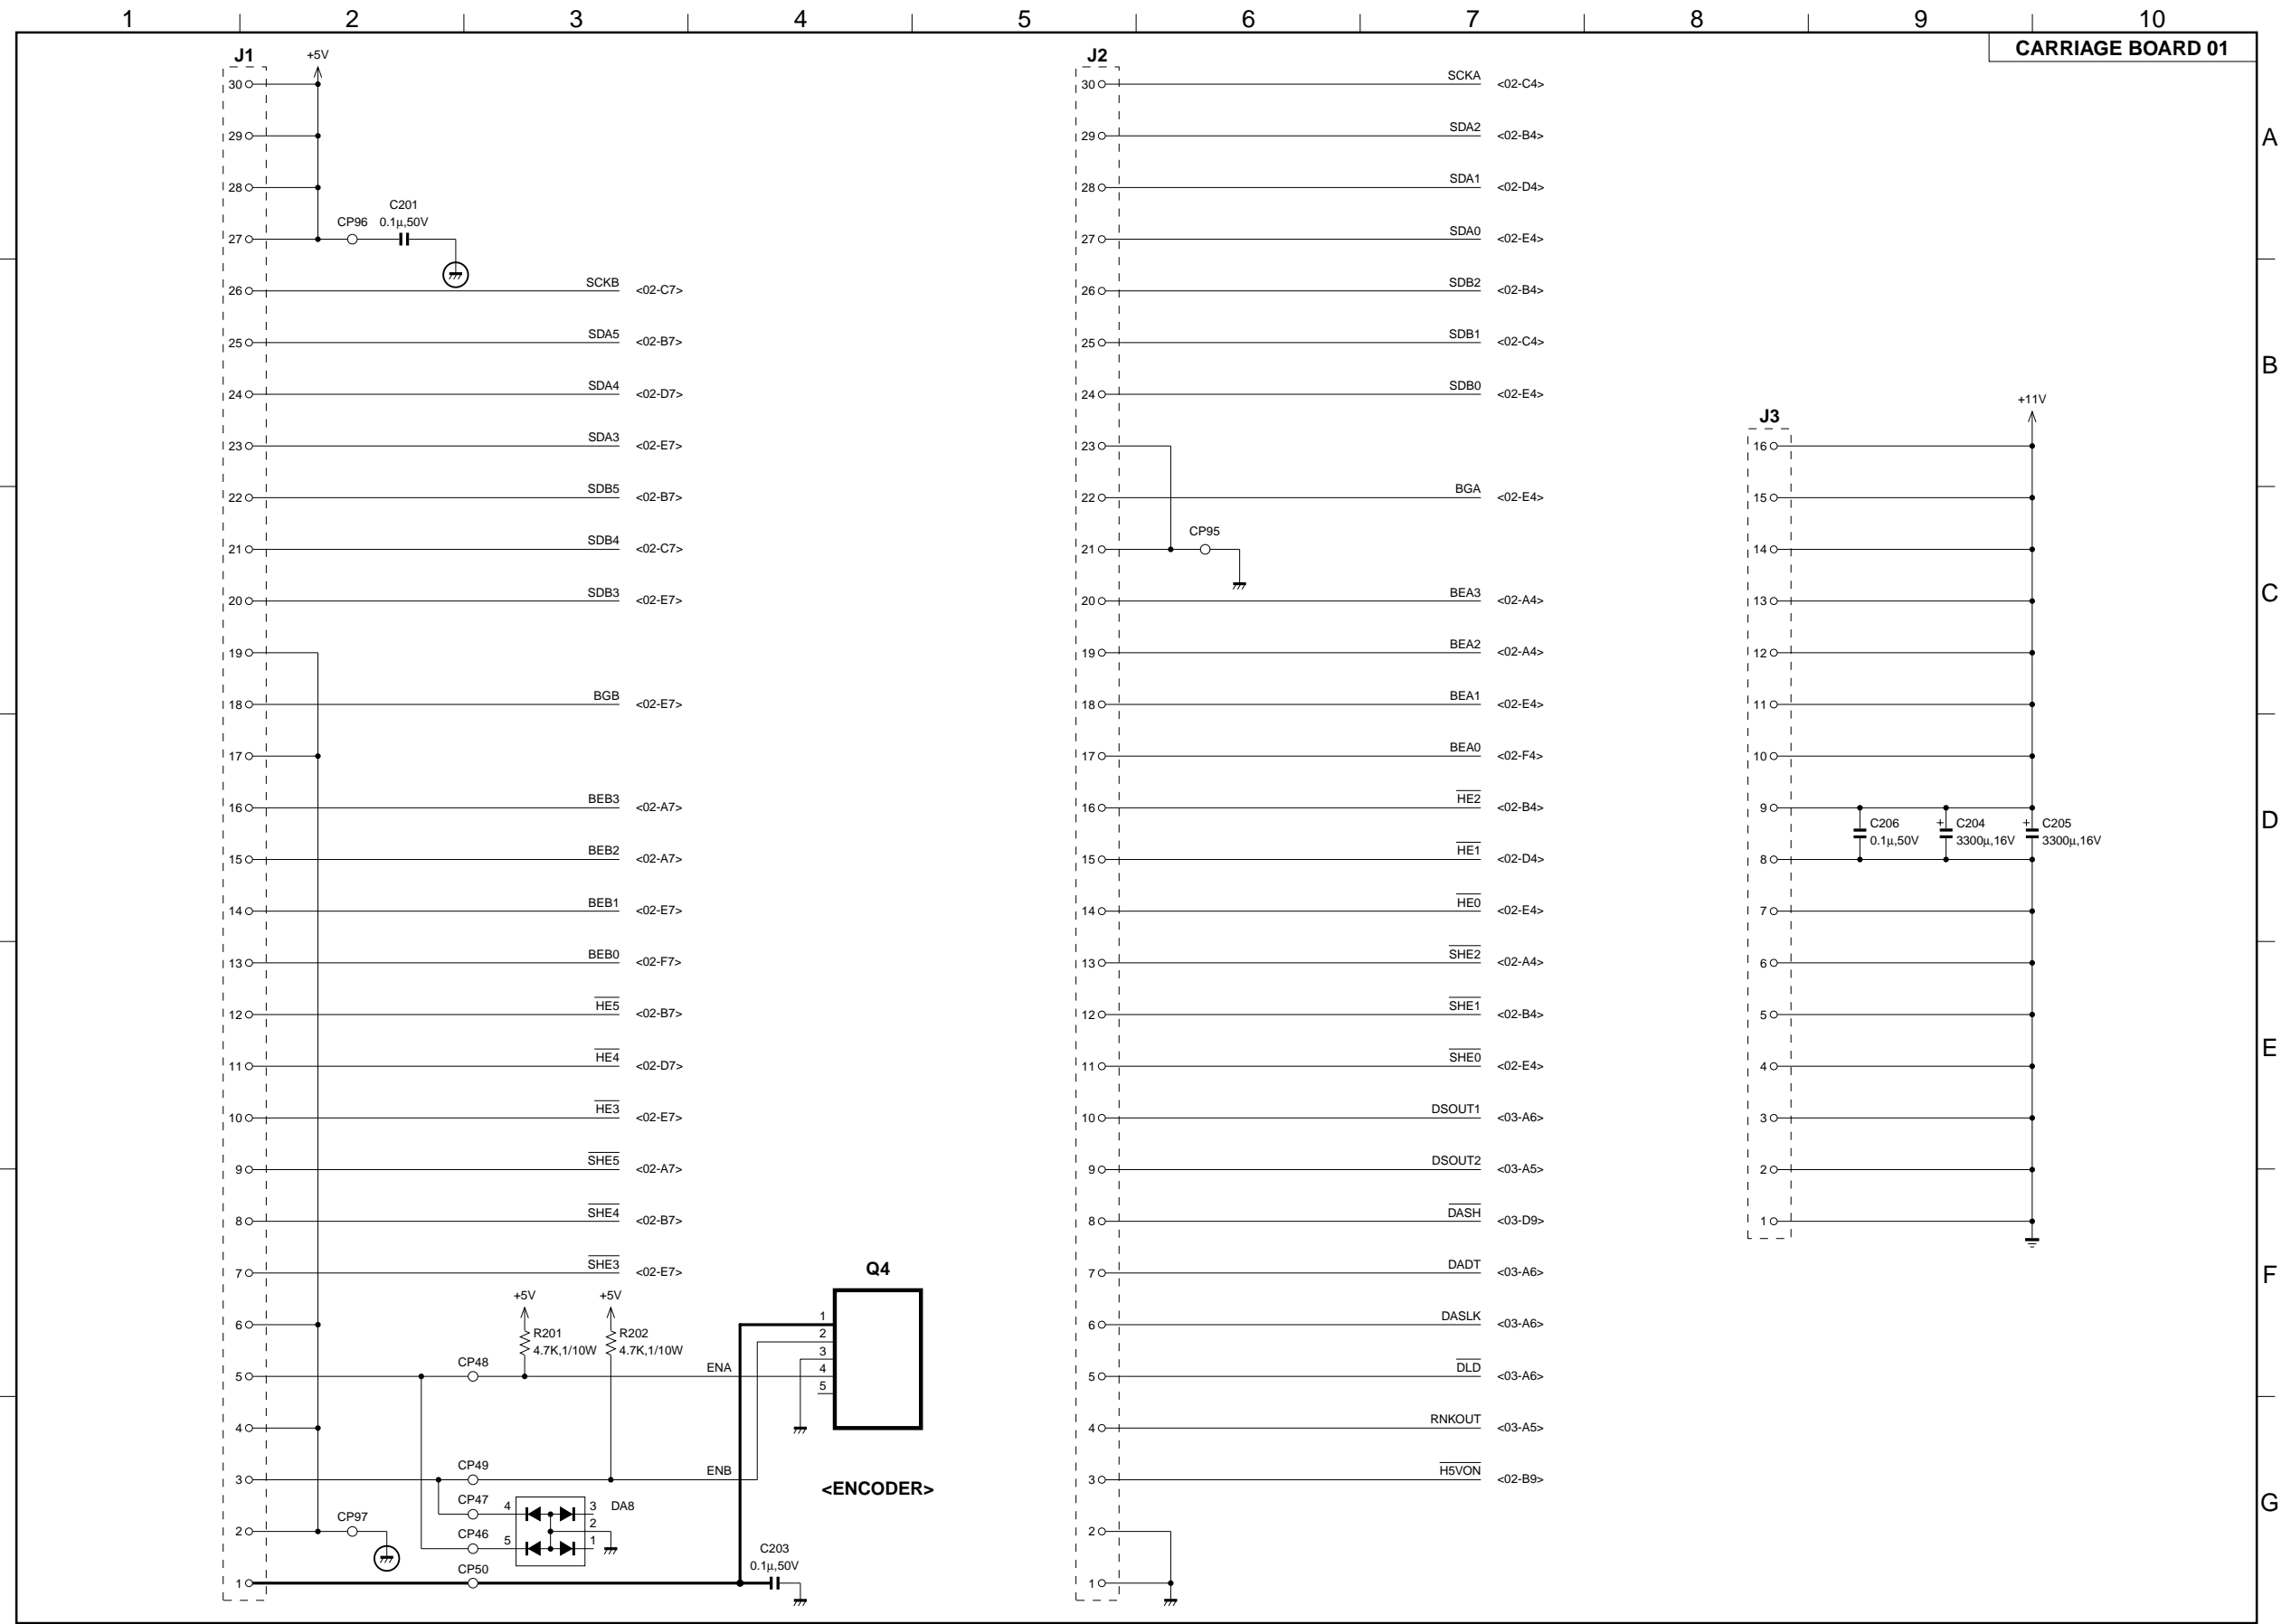 1 2 3 4 5 6 7 8 9 10
CARRIAGE BOARD 01
A
B
C
D
E
F
G
J1
+5V
30
29
28
27
CP96
C201
0.1μ,50V
26 SCKB <02-C7>
25 SDA5 <02-B7>
24 SDA4 <02-D7>
23 SDA3 <02-E7>
22 SDB5 <02-B7>
21 SDB4 <02-C7>
20 SDB3 <02-E7>
19
18 BGB <02-E7>
17
16 BEB3 <02-A7>
15 BEB2 <02-A7>
14 BEB1 <02-E7>
13 BEB0 <02-F7>
12 HE5 <02-B7>
11 HE4 <02-D7>
10 HE3 <02-E7>
9 SHE5 <02-A7>
8 SHE4 <02-B7>
7 SHE3 <02-E7>
+5V +5V
6
R201
4.7K,1/10W
R202
4.7K,1/10W
5 CP48 ENA
4
3 CP49 ENB
CP47 4 3 DA8
2
2 CP97
CP46 5 1
CP50
1
C203
0.1μ,50V
Q4
1
2
3
4
5
<ENCODER>
J2
30 SCKA <02-C4>
29 SDA2 <02-B4>
28 SDA1 <02-D4>
27 SDA0 <02-E4>
26 SDB2 <02-B4>
25 SDB1 <02-C4>
24 SDB0 <02-E4>
23
22 BGA <02-E4>
21 CP95
20 BEA3 <02-A4>
19 BEA2 <02-A4>
18 BEA1 <02-E4>
17 BEA0 <02-F4>
16 HE2 <02-B4>
15 HE1 <02-D4>
14 HE0 <02-E4>
13 SHE2 <02-A4>
12 SHE1 <02-B4>
11 SHE0 <02-E4>
10 DSOUT1 <03-A6>
9 DSOUT2 <03-A5>
8 DASH <03-D9>
7 DADT <03-A6>
6 DASLK <03-A6>
5 DLD <03-A6>
4 RNKOUT <03-A5>
3 H5VON <02-B9>
2
1
J3
+11V
16
15
14
13
12
11
10
9
C206
0.1μ,50V
+ C204
3300μ,16V
+ C205
3300μ,16V
8
7
6
5
4
3
2
1